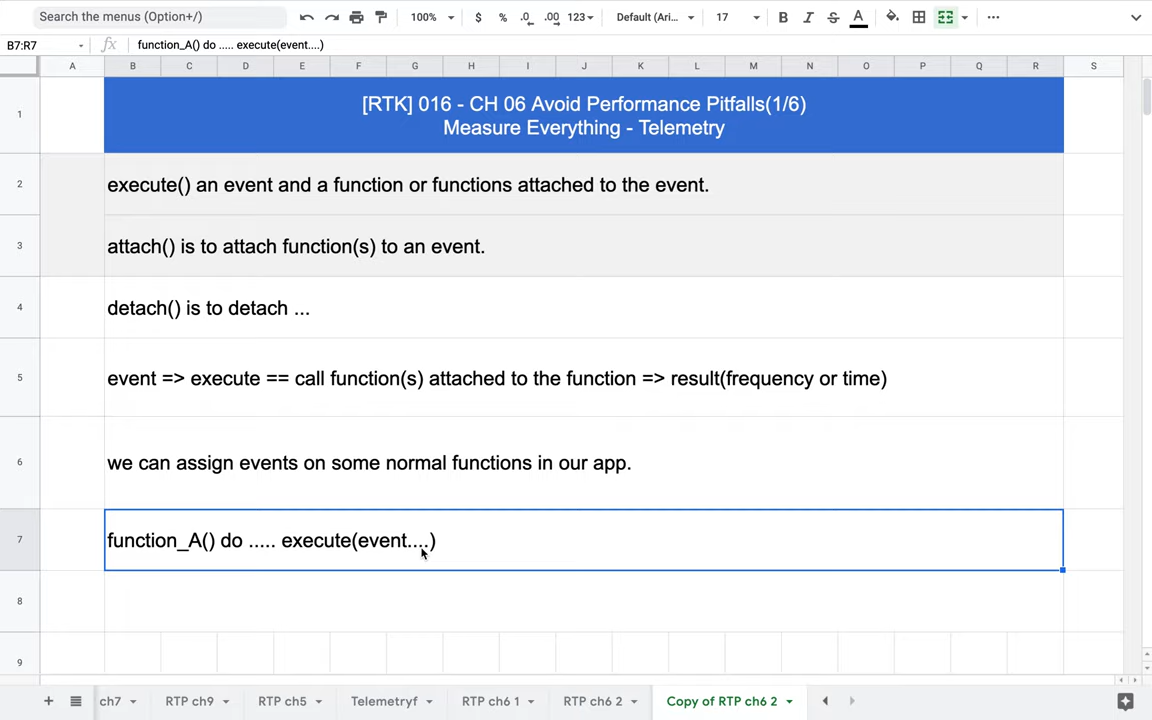 Search the menus (Option+/)
100%
$ % .0 .00 123
Default (Ari...
17
B I S A
B7:R7
fx function_A() do ..... execute(event....)
A B C D E F G H I J K L M N O P Q R S
1
[RTK] 016 - CH 06 Avoid Performance Pitfalls(1/6)
Measure Everything - Telemetry
2 execute() an event and a function or functions attached to the event.
3 attach() is to attach function(s) to an event.
4 detach() is to detach ...
5 event => execute == call function(s) attached to the function => result(frequency or time)
6 we can assign events on some normal functions in our app.
7 function_A() do ..... execute(event....)
8
9
ch7 RTP ch9 RTP ch5 Telemetryf RTP ch6 1 RTP ch6 2 Copy of RTP ch6 2